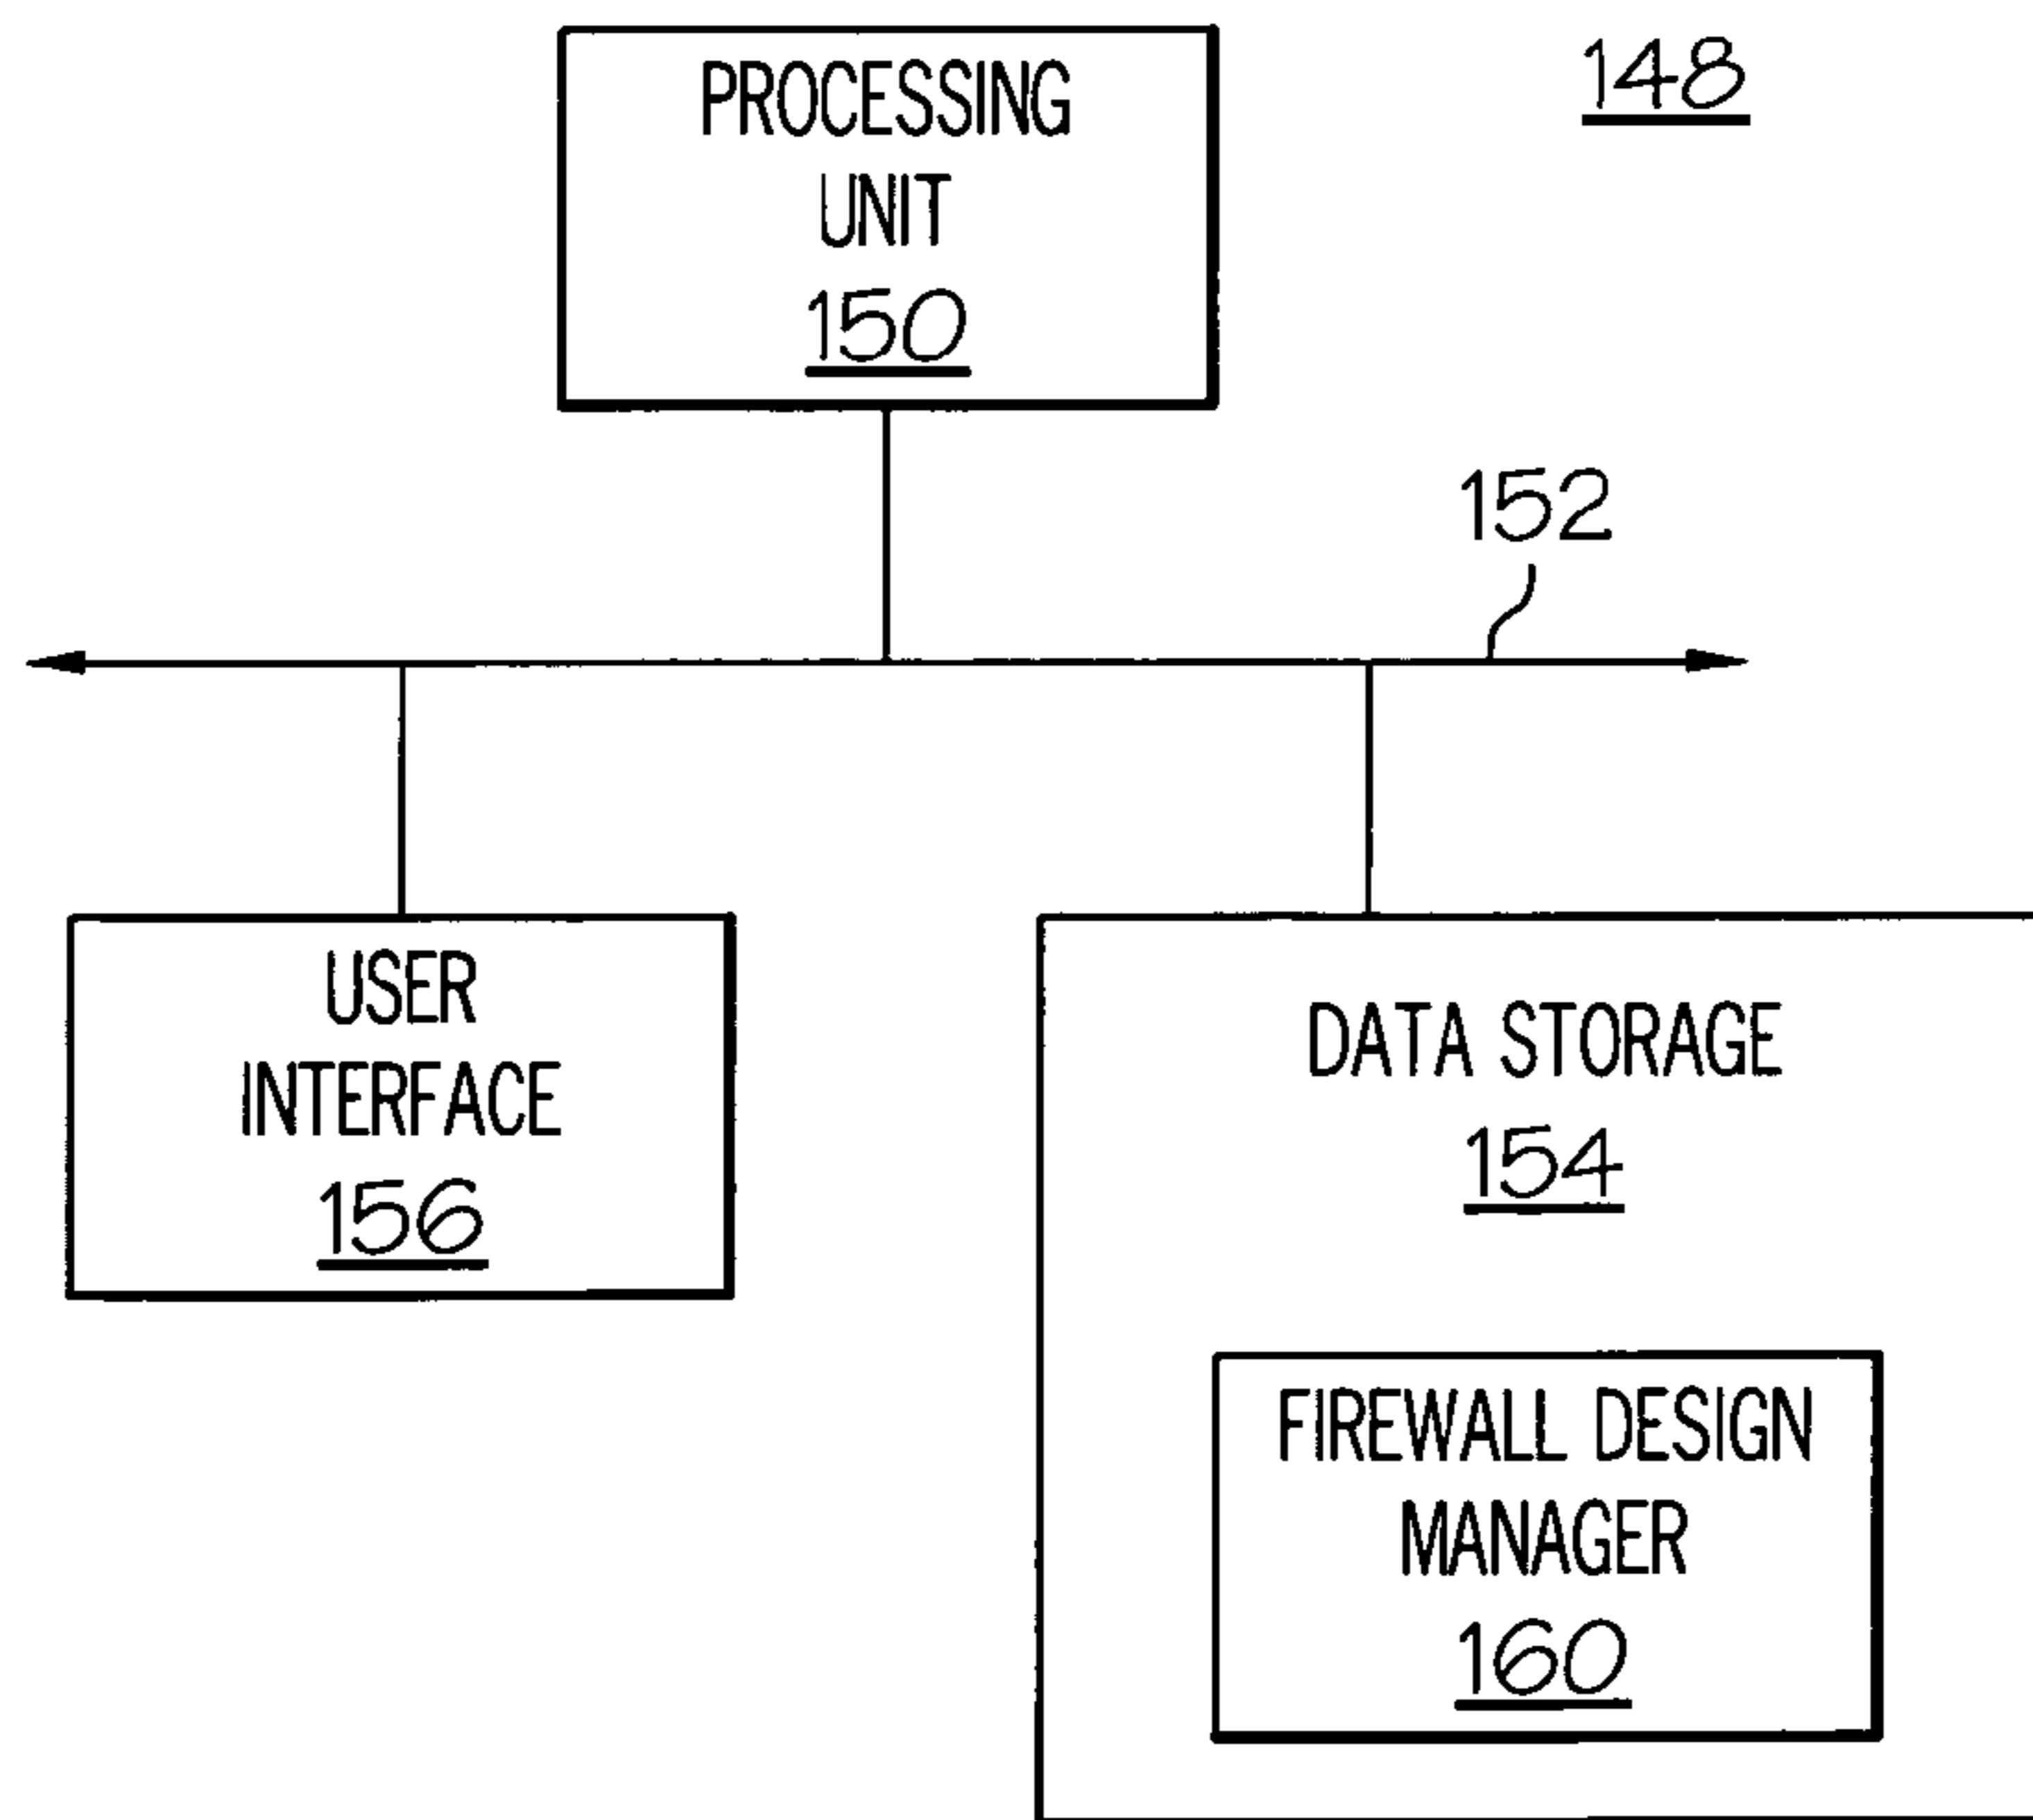 PROCESSING
UNIT
150
148
152
USER
INTERFACE
156
DATA STORAGE
154
FIREWALL DESIGN
MANAGER
160